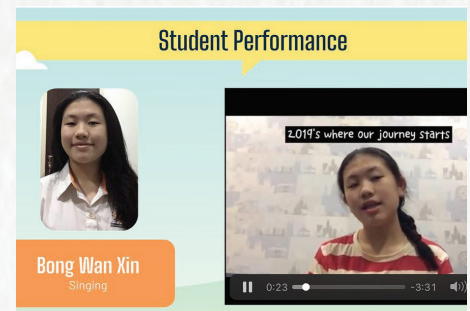 Student Performance
2019's where our journey starts
Bong Wan Xin
Singing
0:23
-3:31